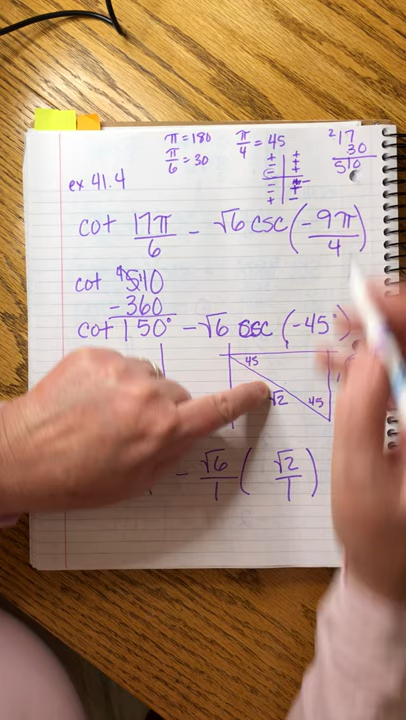 π = 180 π/4 = 45 ²17
π/6 = 30 30
510
ex 41.4
cot 17π/6 - √6 csc(-9π/4)
cot 510
- 360
cot 150° - √6 csc (-45°)
45
√2 45
- √6/1 ( √2/1 )